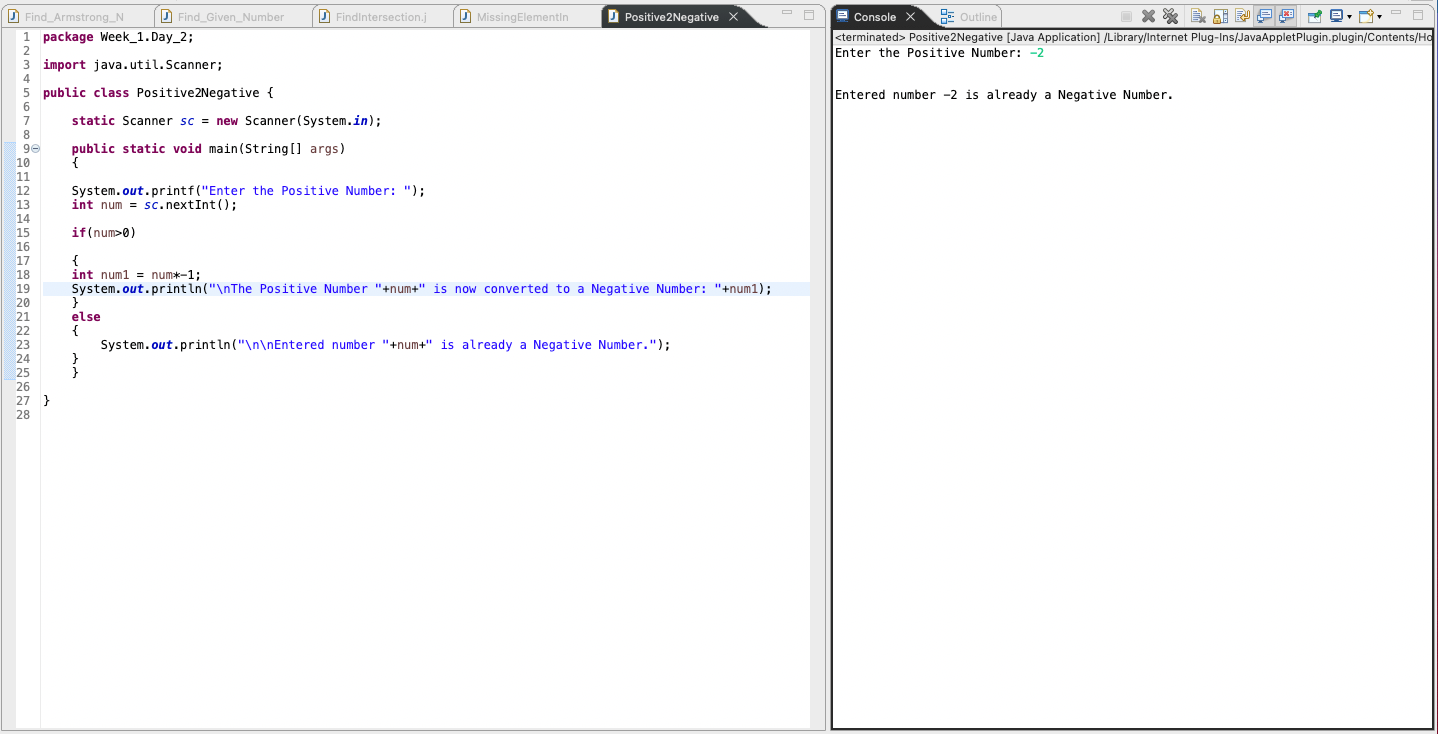 Find_Armstrong_N Find_Given_Number FindIntersection.j MissingElementIn Positive2Negative
1 package Week_1.Day_2;
2
3 import java.util.Scanner;
4
5 public class Positive2Negative {
6
7 static Scanner sc = new Scanner(System.in);
8
9 public static void main(String[] args)
10 {
11
12 System.out.printf("Enter the Positive Number: ");
13 int num = sc.nextInt();
14
15 if(num>0)
16
17 {
18 int num1 = num*-1;
19 System.out.println("\nThe Positive Number "+num+" is now converted to a Negative Number: "+num1);
20 }
21 else
22 {
23 System.out.println("\n\nEntered number "+num+" is already a Negative Number.");
24 }
25 }
26
27 }
28
Console Outline
<terminated> Positive2Negative [Java Application] /Library/Internet Plug-Ins/JavaAppletPlugin.plugin/Contents/Ho
Enter the Positive Number: -2
Entered number -2 is already a Negative Number.